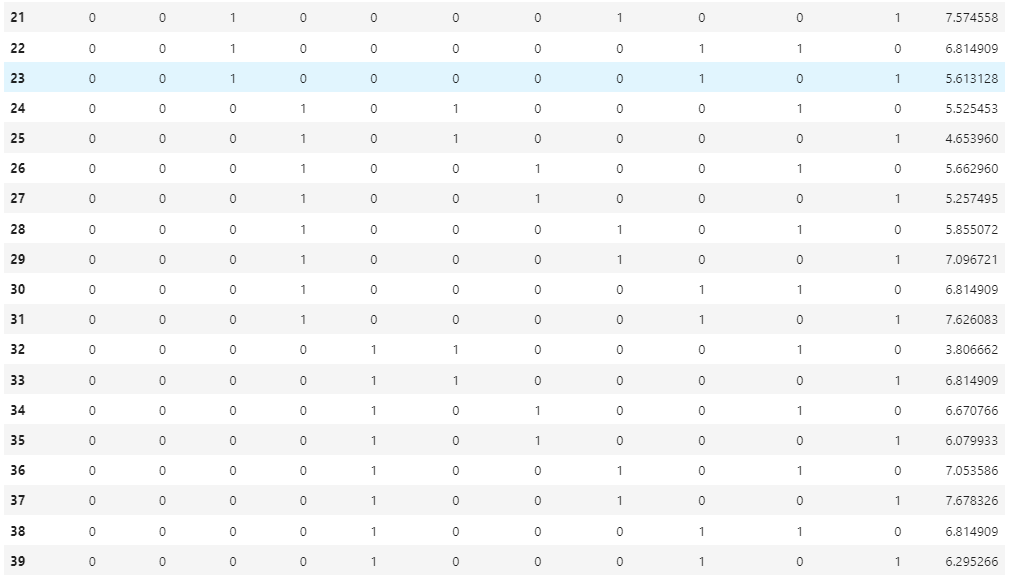 21 0 0 1 0 0 0 0 1 0 0 1 7.574558
22 0 0 1 0 0 0 0 0 1 1 0 6.814909
23 0 0 1 0 0 0 0 0 1 0 1 5.613128
24 0 0 0 1 0 1 0 0 0 1 0 5.525453
25 0 0 0 1 0 1 0 0 0 0 1 4.653960
26 0 0 0 1 0 0 1 0 0 1 0 5.662960
27 0 0 0 1 0 0 1 0 0 0 1 5.257495
28 0 0 0 1 0 0 0 1 0 1 0 5.855072
29 0 0 0 1 0 0 0 1 0 0 1 7.096721
30 0 0 0 1 0 0 0 0 1 1 0 6.814909
31 0 0 0 1 0 0 0 0 1 0 1 7.626083
32 0 0 0 0 1 1 0 0 0 1 0 3.806662
33 0 0 0 0 1 1 0 0 0 0 1 6.814909
34 0 0 0 0 1 0 1 0 0 1 0 6.670766
35 0 0 0 0 1 0 1 0 0 0 1 6.079933
36 0 0 0 0 1 0 0 1 0 1 0 7.053586
37 0 0 0 0 1 0 0 1 0 0 1 7.678326
38 0 0 0 0 1 0 0 0 1 1 0 6.814909
39 0 0 0 0 1 0 0 0 1 0 1 6.295266